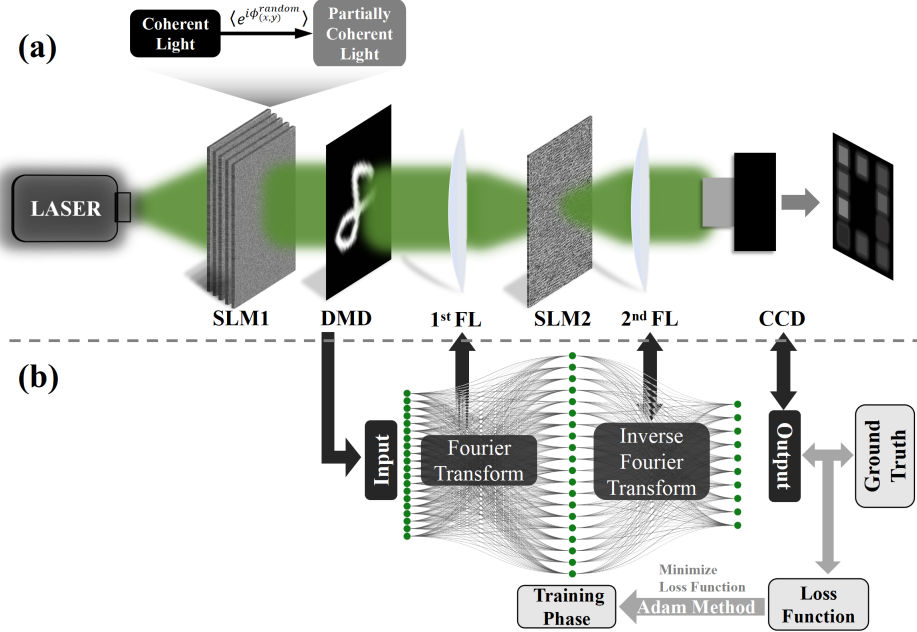 (a)
Coherent
Light
⟨e^{iϕ^{random}_{(x,y)}}⟩
Partially
Coherent
Light
LASER
SLM1
DMD
1st FL
SLM2
2nd FL
CCD
(b)
Input
Fourier
Transform
Inverse
Fourier
Transform
Output
Ground
Truth
Minimize
Loss Function
Training
Phase
Adam Method
Loss
Function